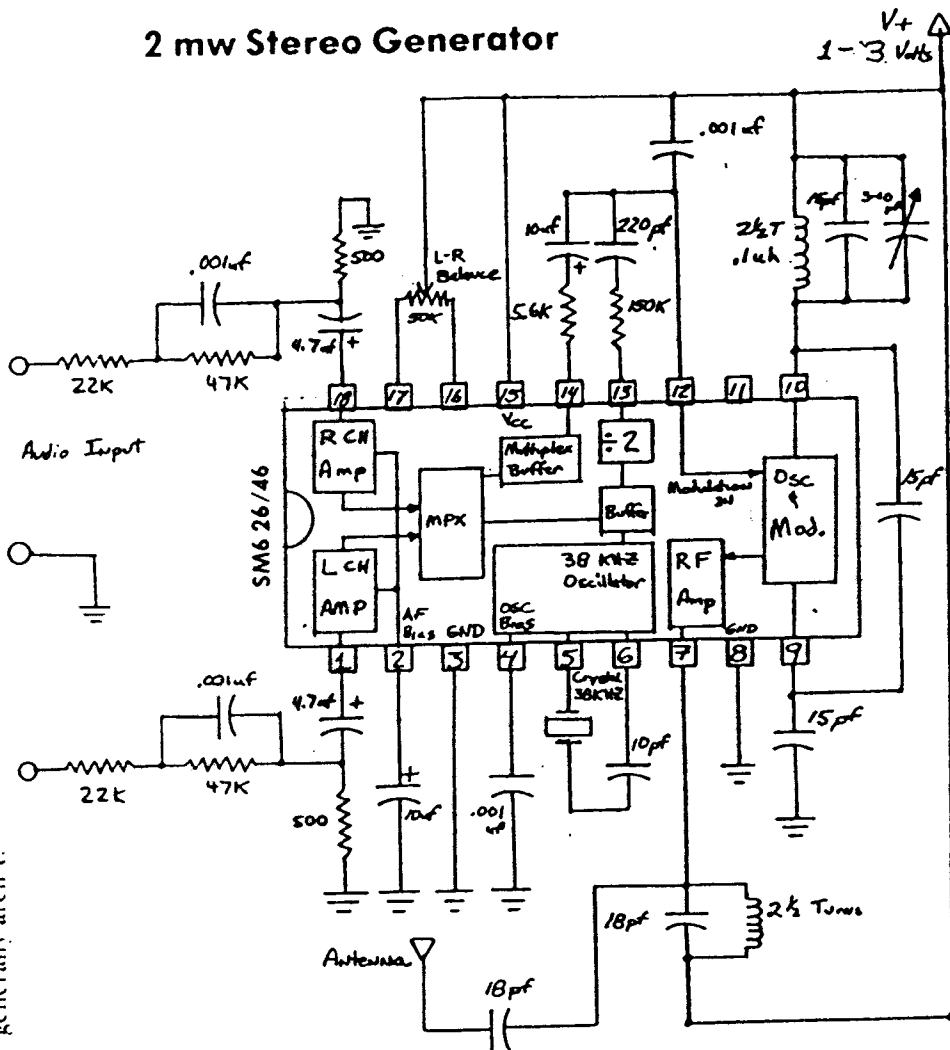 2 mw Stereo Generator
V+
1-3 Volts
.001uf
.001uf
500
L-R
Balance
50K
10uf
220pf
15pf
2½T
.1uh
4.7uf +
+
5.6K
150K
22K
47K
18
17
16
15
14
13
12
11
10
Audio Input
SM626/46
R CH
Amp
Vcc
Multiplex
Buffer
÷2
Modulation
IN
Osc
&
Mod.
15pf
MPX
Buffer
L CH
AMP
38 KHZ
Oscillator
RF
Amp
AF
Bias
GND
OSC
Bias
GND
1
2
3
4
5
6
7
8
9
Crystal
38KHZ
.001uf
4.7uf +
22K
47K
500
+
10uf
.001
uf
10pf
15pf
18pf
2½ Turns
Antenna
18pf
generally aren't.